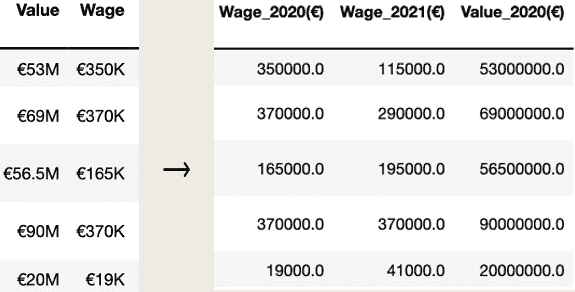 Value Wage Wage_2020(€) Wage_2021(€) Value_2020(€)
€53M €350K 350000.0 115000.0 53000000.0
€69M €370K 370000.0 290000.0 69000000.0
€56.5M €165K → 165000.0 195000.0 56500000.0
€90M €370K 370000.0 370000.0 90000000.0
€20M €19K 19000.0 41000.0 20000000.0